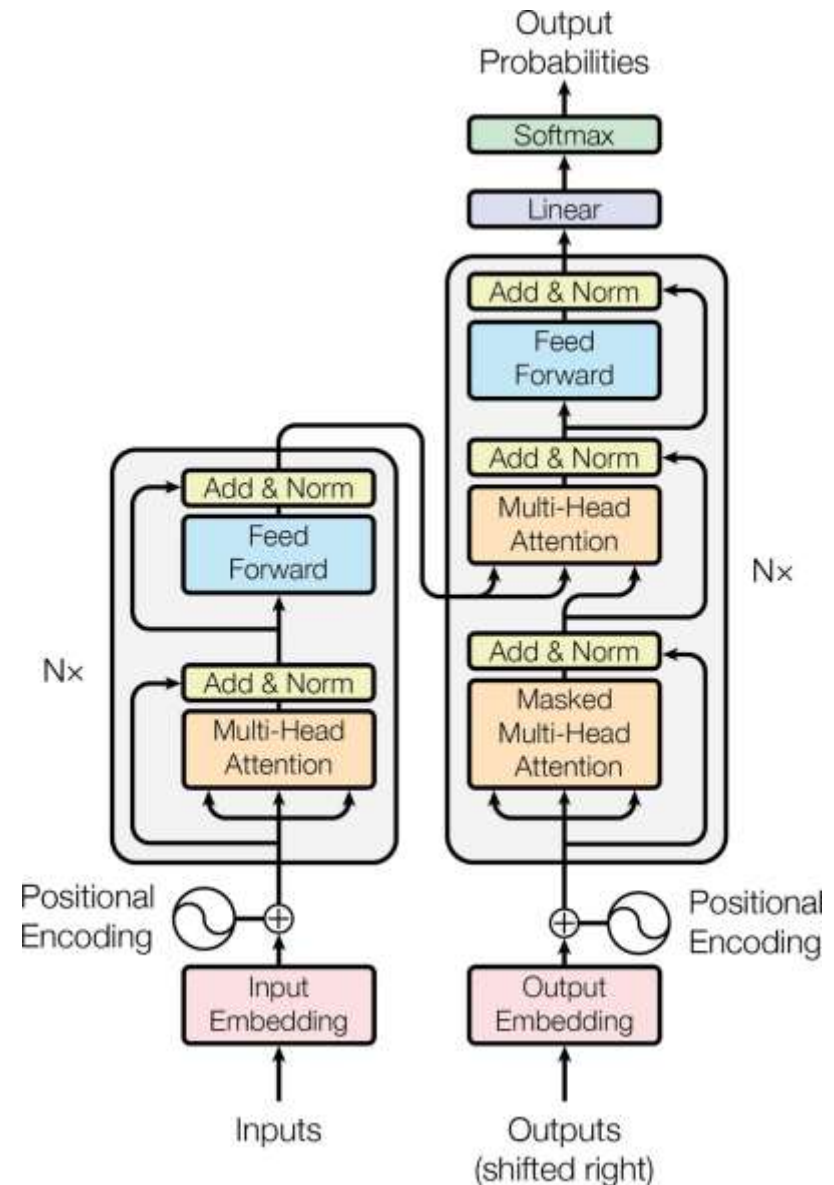 Output
Probabilities
Softmax
Linear
Add & Norm
Feed
Forward
Add & Norm
Multi-Head
Attention
Add & Norm
Masked
Multi-Head
Attention
N×
Positional
Encoding
Output
Embedding
Outputs
(shifted right)
Add & Norm
Feed
Forward
Add & Norm
Multi-Head
Attention
N×
Positional
Encoding
Input
Embedding
Inputs